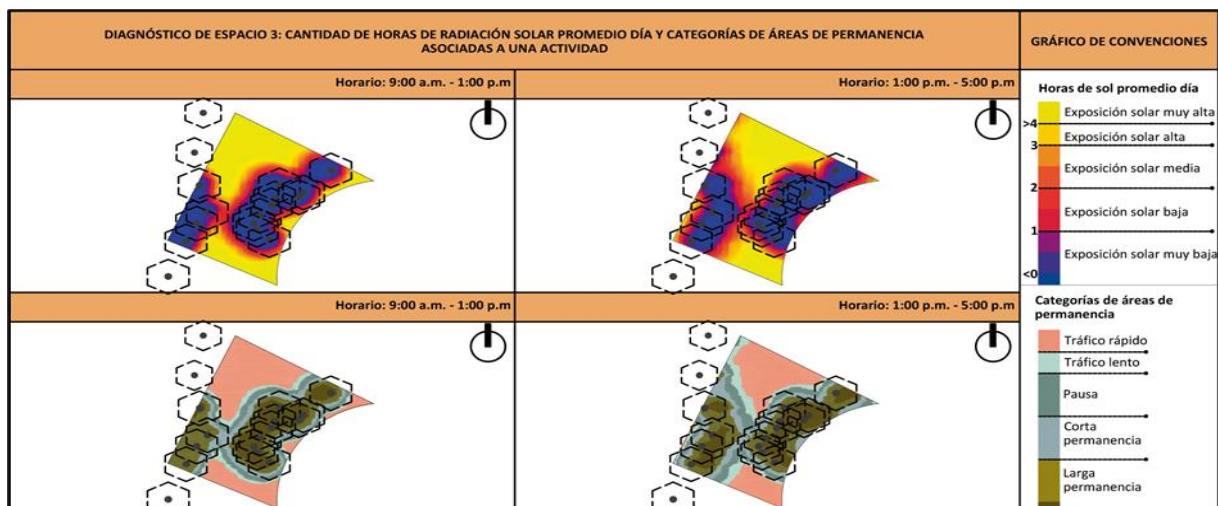 DIAGNÓSTICO DE ESPACIO 3: CANTIDAD DE HORAS DE RADIACIÓN SOLAR PROMEDIO DÍA Y CATEGORÍAS DE ÁREAS DE PERMANENCIA
ASOCIADAS A UNA ACTIVIDAD
GRÁFICO DE CONVENCIONES
Horario: 9:00 a.m. - 1:00 p.m
Horario: 1:00 p.m. - 5:00 p.m
Horas de sol promedio día
Exposición solar muy alta
>4
Exposición solar alta
3
Exposición solar media
2
Exposición solar baja
1
Exposición solar muy baja
<0
Horario: 9:00 a.m. - 1:00 p.m
Horario: 1:00 p.m. - 5:00 p.m
Categorías de áreas de
permanencia
Tráfico rápido
Tráfico lento
Pausa
Corta
permanencia
Larga
permanencia